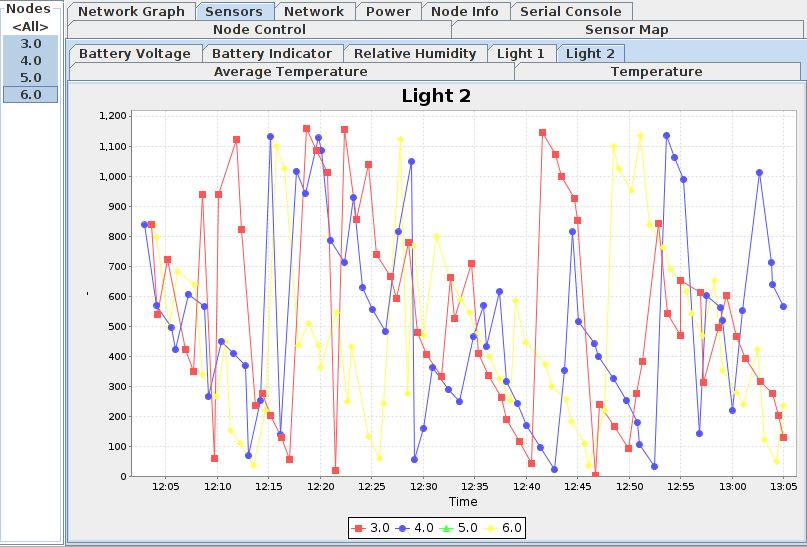 Nodes
<All>
3.0
4.0
5.0
6.0
Network Graph Sensors Network Power Node Info Serial Console
Node Control Sensor Map
Battery Voltage Battery Indicator Relative Humidity Light 1 Light 2
Average Temperature Temperature
Light 2
1,200
1,100
1,000
900
800
700
600
500
400
300
200
100
0
-
12:05 12:10 12:15 12:20 12:25 12:30 12:35 12:40 12:45 12:50 12:55 13:00 13:05
Time
3.0 4.0 5.0 6.0